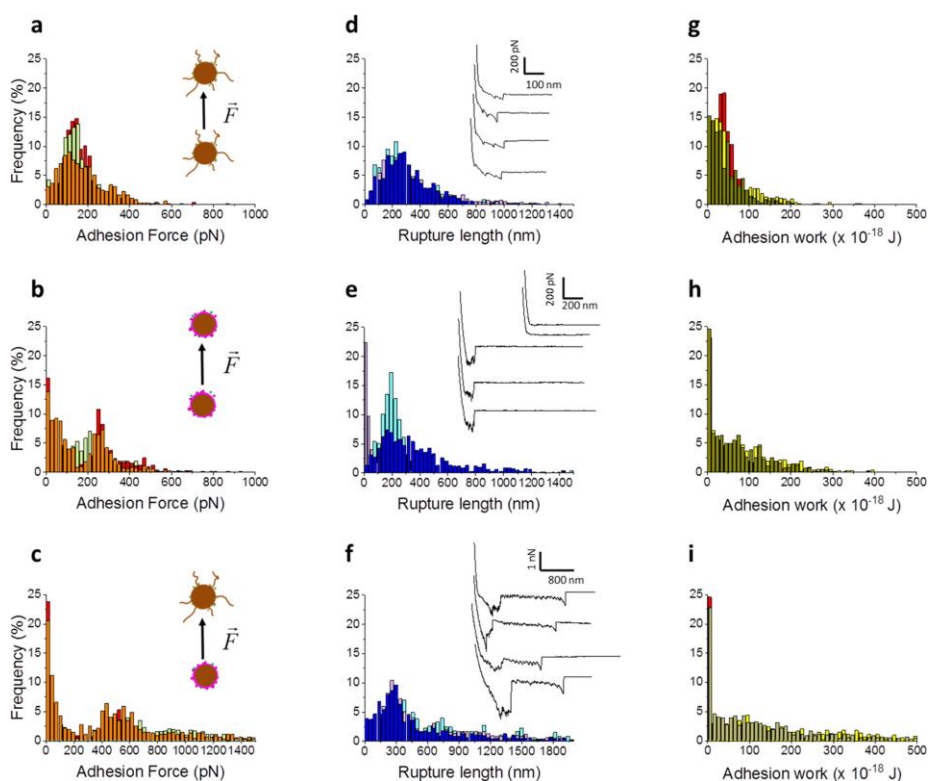 a
25
20
15
10
5
0
Frequency (%)
F
0 200 400 600 800 1000
Adhesion Force (pN)
d
25
20
15
10
5
0
200 pN
100 nm
0 200 400 600 800 1000 1200 1400
Rupture length (nm)
g
25
20
15
10
5
0
0 100 200 300 400 500
Adhesion work (x 10-18 J)
b
25
20
15
10
5
0
Frequency (%)
F
0 200 400 600 800 1000
Adhesion Force (pN)
e
25
20
15
10
5
0
200 pN
200 nm
0 200 400 600 800 1000 1200 1400
Rupture length (nm)
h
25
20
15
10
5
0
0 100 200 300 400 500
Adhesion work (x 10-18 J)
c
25
20
15
10
5
0
Frequency (%)
F
0 200 400 600 800 1000 1200 1400
Adhesion Force (pN)
f
25
20
15
10
5
0
1 nN
800 nm
300 600 900 1200 1500 1800
Rupture length (nm)
i
25
20
15
10
5
0
0 100 200 300 400 500
Adhesion work (x 10-18 J)